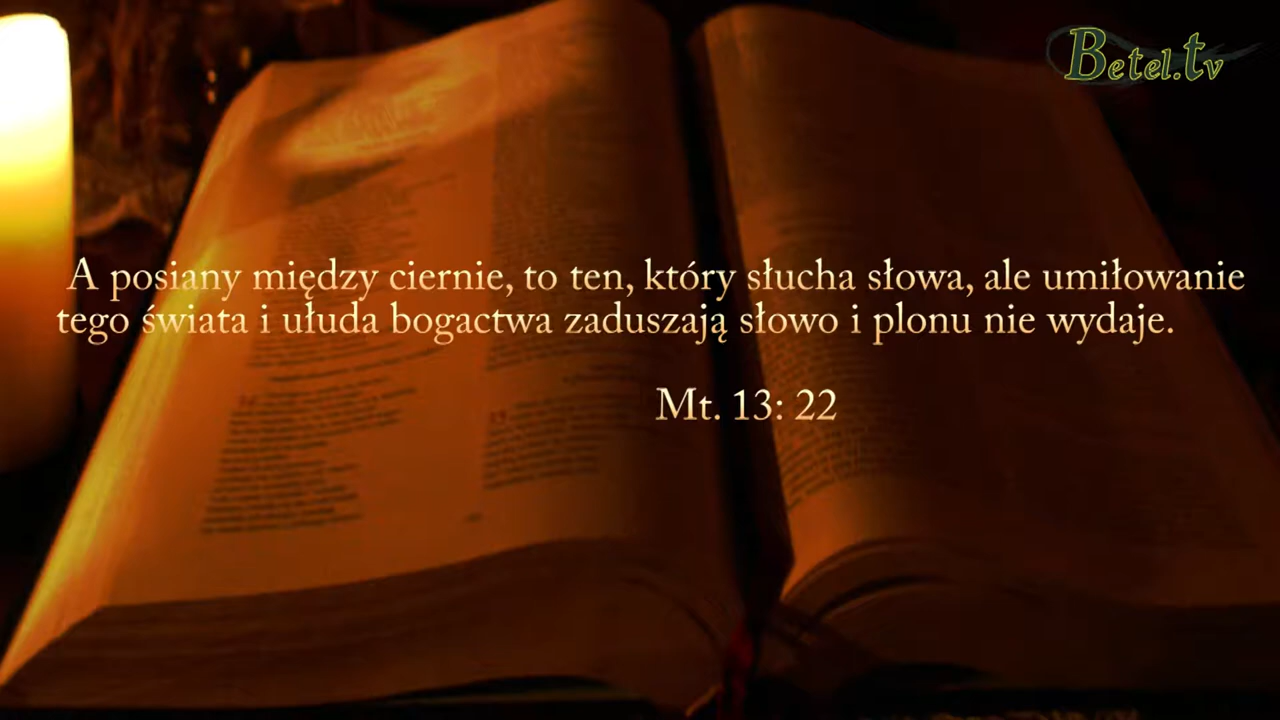 Betel.tv
A posiany między ciernie, to ten, który słucha słowa, ale umiłowanie
tego świata i ułuda bogactwa zaduszają słowo i plonu nie wydaje.
Mt. 13: 22